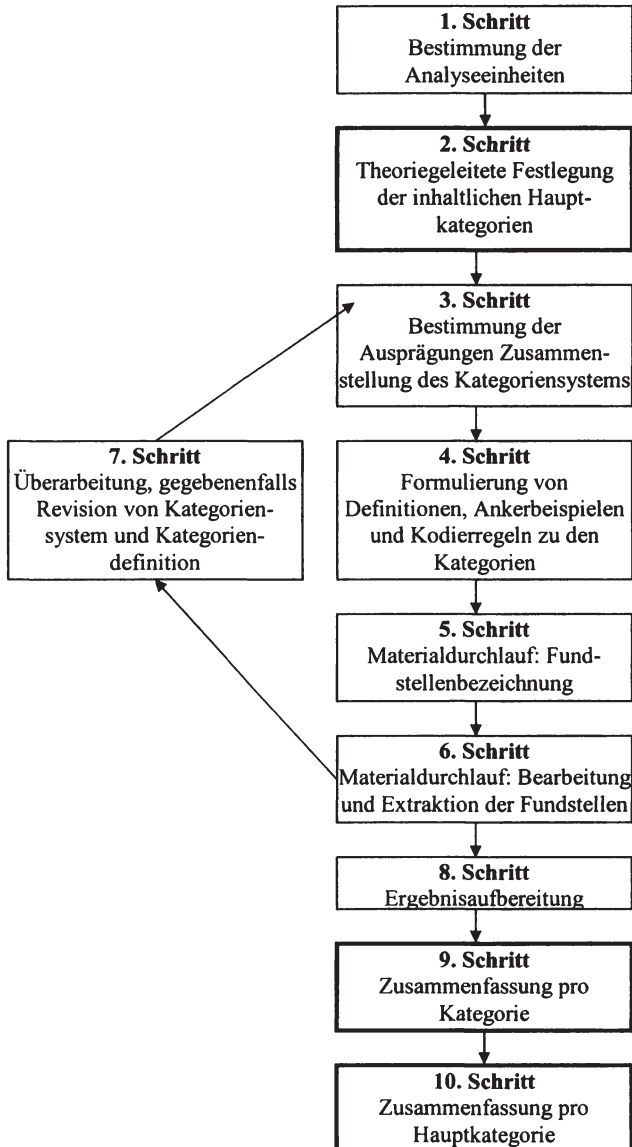 1. Schritt
Bestimmung der
Analyseeinheiten
2. Schritt
Theoriegeleitete Festlegung
der inhaltlichen Haupt-
kategorien
3. Schritt
Bestimmung der
Ausprägungen Zusammen-
stellung des Kategoriensystems
4. Schritt
Formulierung von
Definitionen, Ankerbeispielen
und Kodierregeln zu den
Kategorien
5. Schritt
Materialdurchlauf: Fund-
stellenbezeichnung
6. Schritt
Materialdurchlauf: Bearbeitung
und Extraktion der Fundstellen
7. Schritt
Überarbeitung, gegebenenfalls
Revision von Kategorien-
system und Kategorien-
definition
8. Schritt
Ergebnisaufbereitung
9. Schritt
Zusammenfassung pro
Kategorie
10. Schritt
Zusammenfassung pro
Hauptkategorie